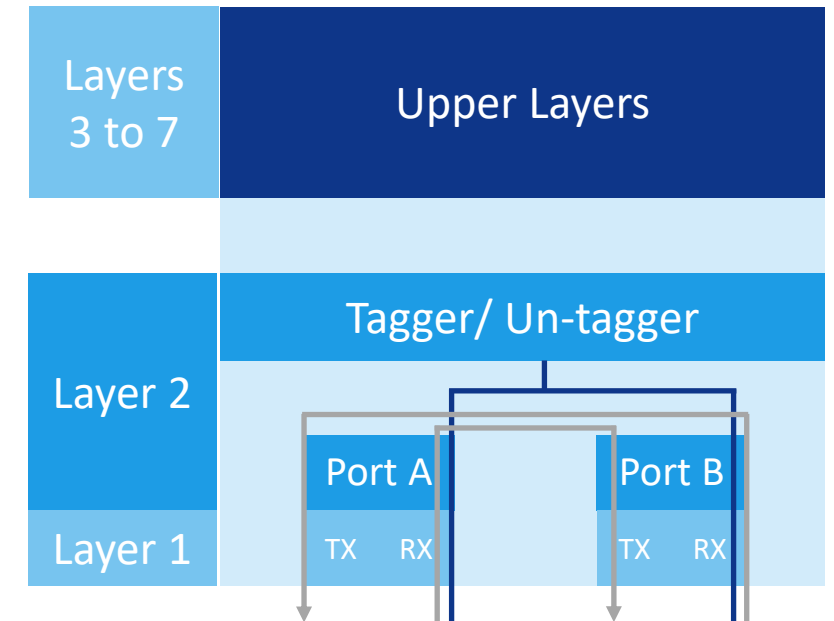 Layers
3 to 7
Upper Layers
Tagger/ Un-tagger
Layer 2
Port A
Port B
Layer 1
TX
RX
TX
RX